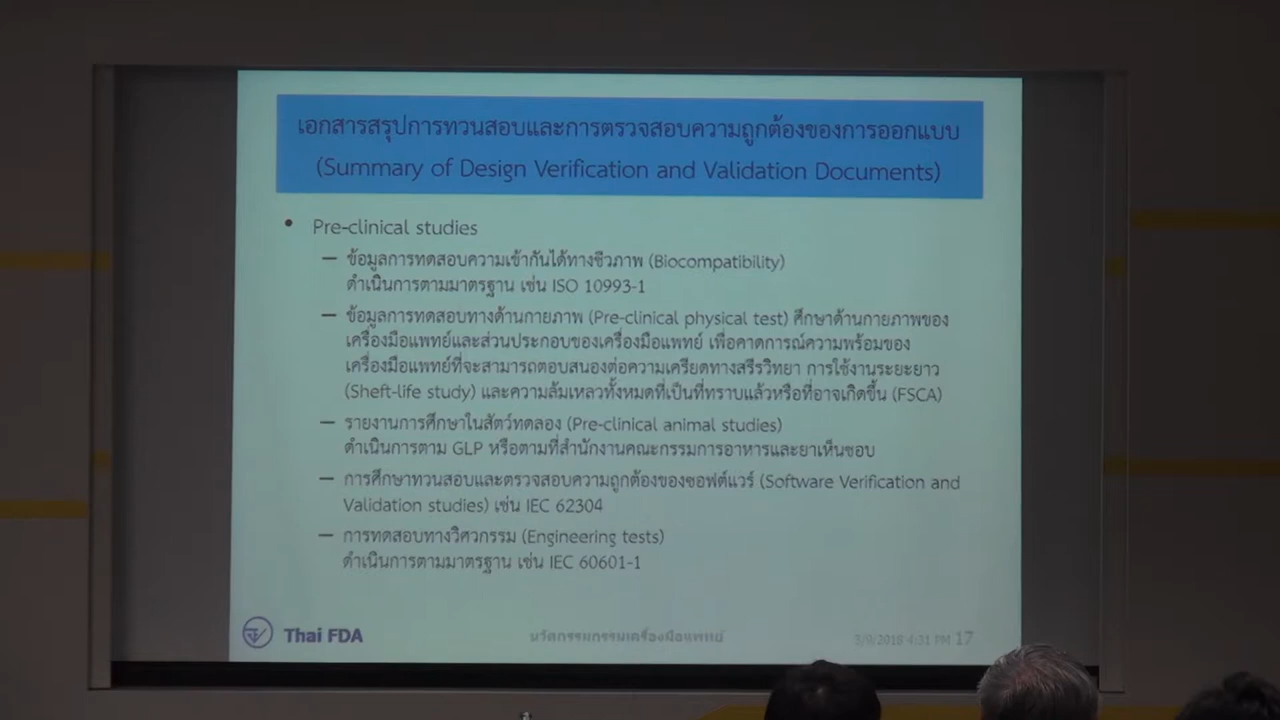 เอกสารสรุปการทวนสอบและการตรวจสอบความถูกต้องของการออกแบบ
(Summary of Design Verification and Validation Documents)
• Pre-clinical studies
– ข้อมูลการทดสอบความเข้ากันได้ทางชีวภาพ (Biocompatibility)
ดำเนินการตามมาตรฐาน เช่น ISO 10993-1
– ข้อมูลการทดสอบทางด้านกายภาพ (Pre-clinical physical test) ศึกษาด้านกายภาพของ
เครื่องมือแพทย์และส่วนประกอบของเครื่องมือแพทย์ เพื่อคาดการณ์ความพร้อมของ
เครื่องมือแพทย์ที่จะสามารถตอบสนองต่อความเครียดทางสรีรวิทยา การใช้งานระยะยาว
(Sheft-life study) และความล้มเหลวทั้งหมดที่เป็นที่ทราบแล้วหรือที่อาจเกิดขึ้น (FSCA)
– รายงานการศึกษาในสัตว์ทดลอง (Pre-clinical animal studies)
ดำเนินการตาม GLP หรือตามที่สำนักงานคณะกรรมการอาหารและยาเห็นชอบ
– การศึกษาทวนสอบและตรวจสอบความถูกต้องของซอฟต์แวร์ (Software Verification and
Validation studies) เช่น IEC 62304
– การทดสอบทางวิศวกรรม (Engineering tests)
ดำเนินการตามมาตรฐาน เช่น IEC 60601-1
Thai FDA
นวัตกรรมกรรมเครื่องมือแพทย์
3/9/2018 4:31 PM 17